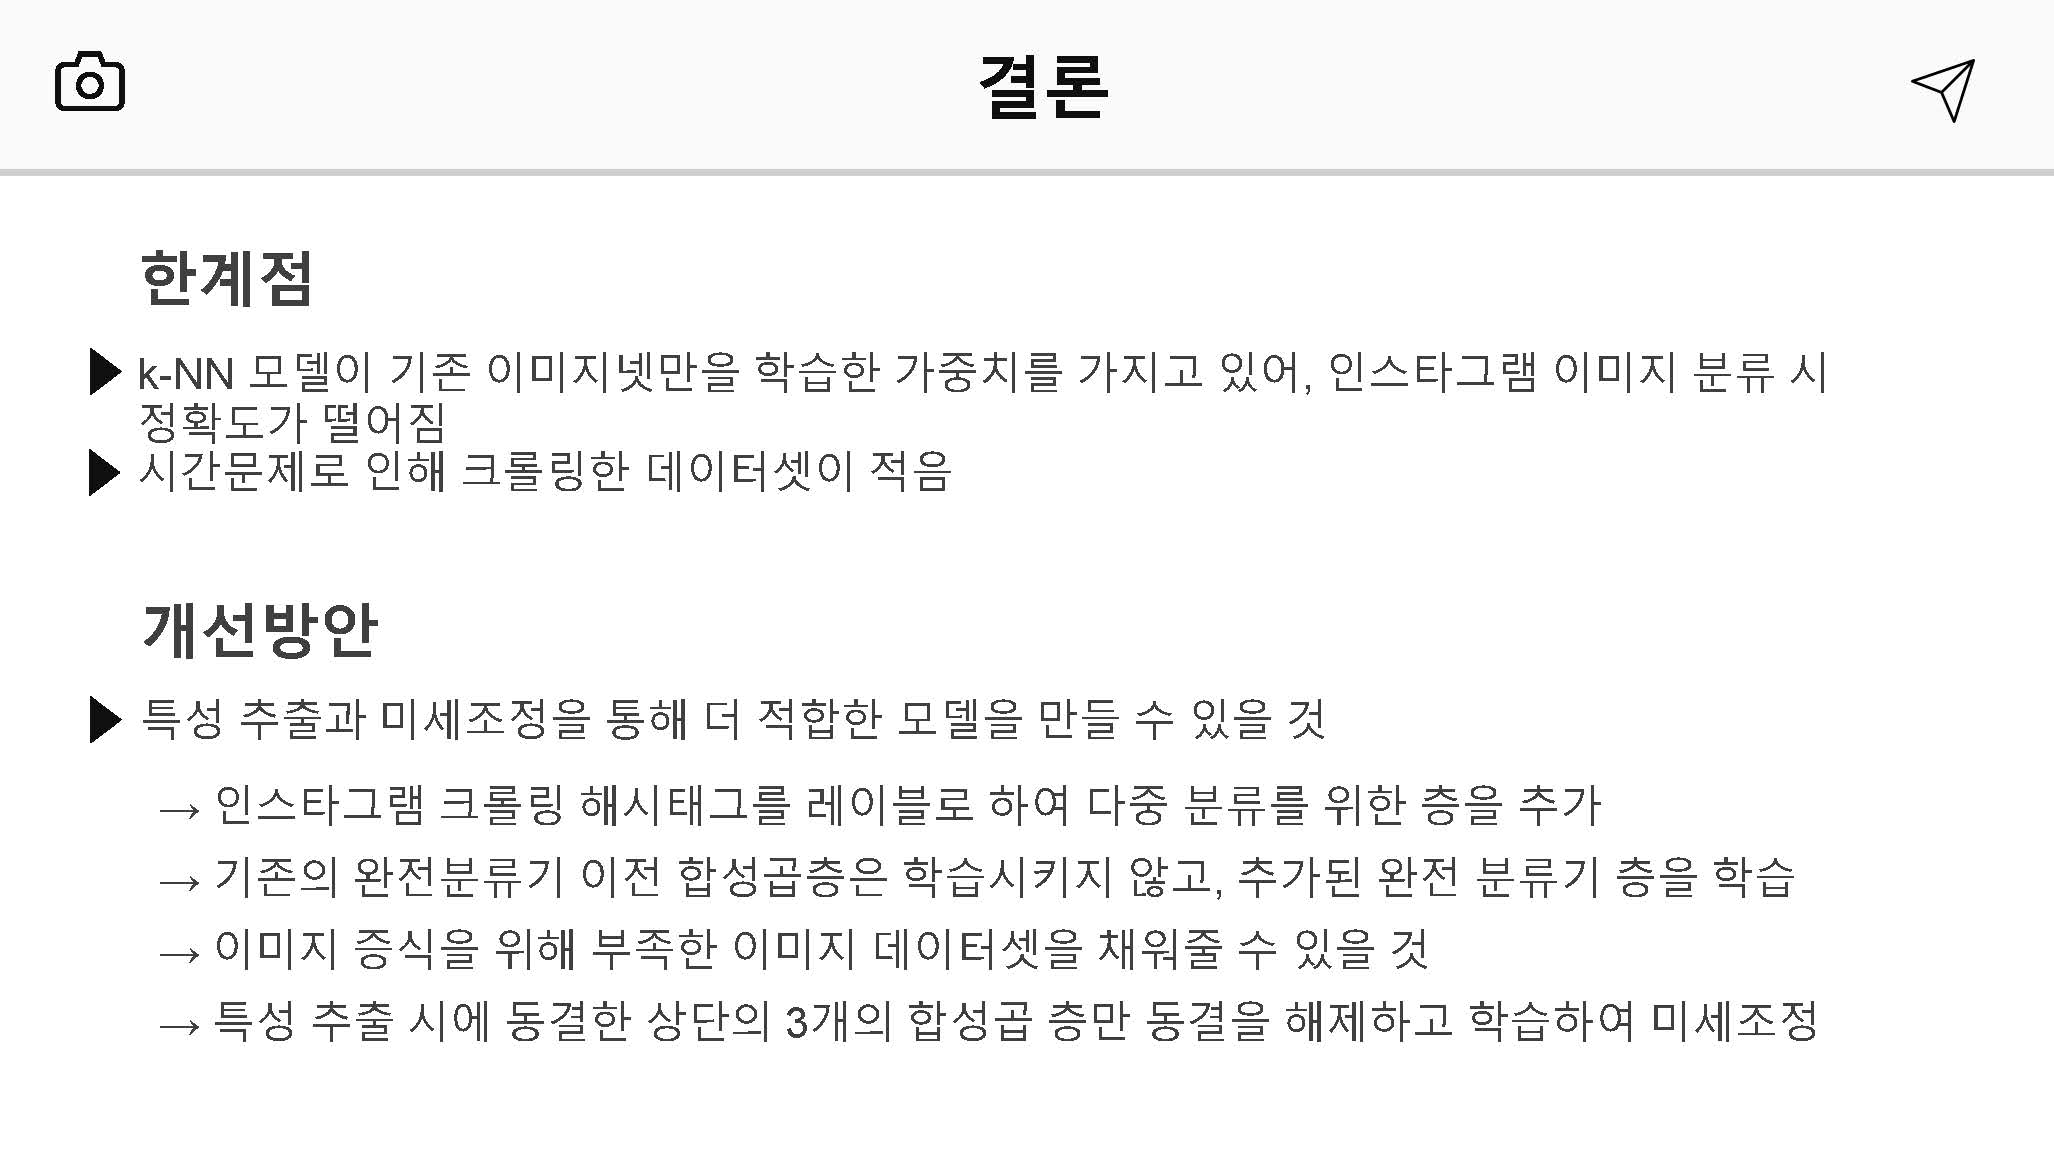 결론
한계점
▶ k-NN 모델이 기존 이미지넷만을 학습한 가중치를 가지고 있어, 인스타그램 이미지 분류 시
정확도가 떨어짐
▶ 시간문제로 인해 크롤링한 데이터셋이 적음
개선방안
▶ 특성 추출과 미세조정을 통해 더 적합한 모델을 만들 수 있을 것
→ 인스타그램 크롤링 해시태그를 레이블로 하여 다중 분류를 위한 층을 추가
→ 기존의 완전분류기 이전 합성곱층은 학습시키지 않고, 추가된 완전 분류기 층을 학습
→ 이미지 증식을 위해 부족한 이미지 데이터셋을 채워줄 수 있을 것
→ 특성 추출 시에 동결한 상단의 3개의 합성곱 층만 동결을 해제하고 학습하여 미세조정